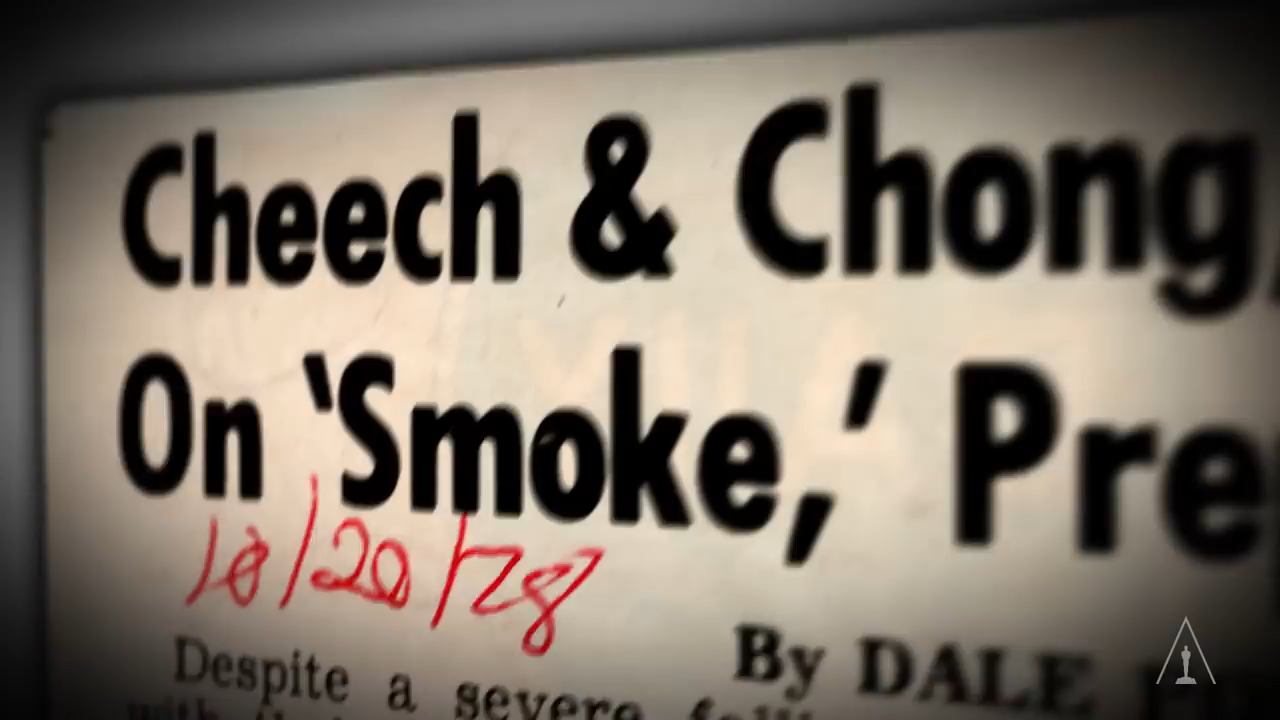 Cheech & Chong,
On 'Smoke,' Pre
10/20/78
By DALE
Despite a severe